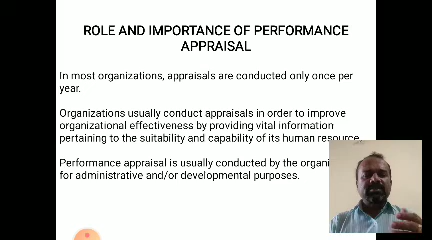 ROLE AND IMPORTANCE OF PERFORMANCE
APPRAISAL
In most organizations, appraisals are conducted only once per
year.
Organizations usually conduct appraisals in order to improve
organizational effectiveness by providing vital information
pertaining to the suitability and capability of its human resource.
Performance appraisal is usually conducted by the
for administrative and/or developmental purposes.